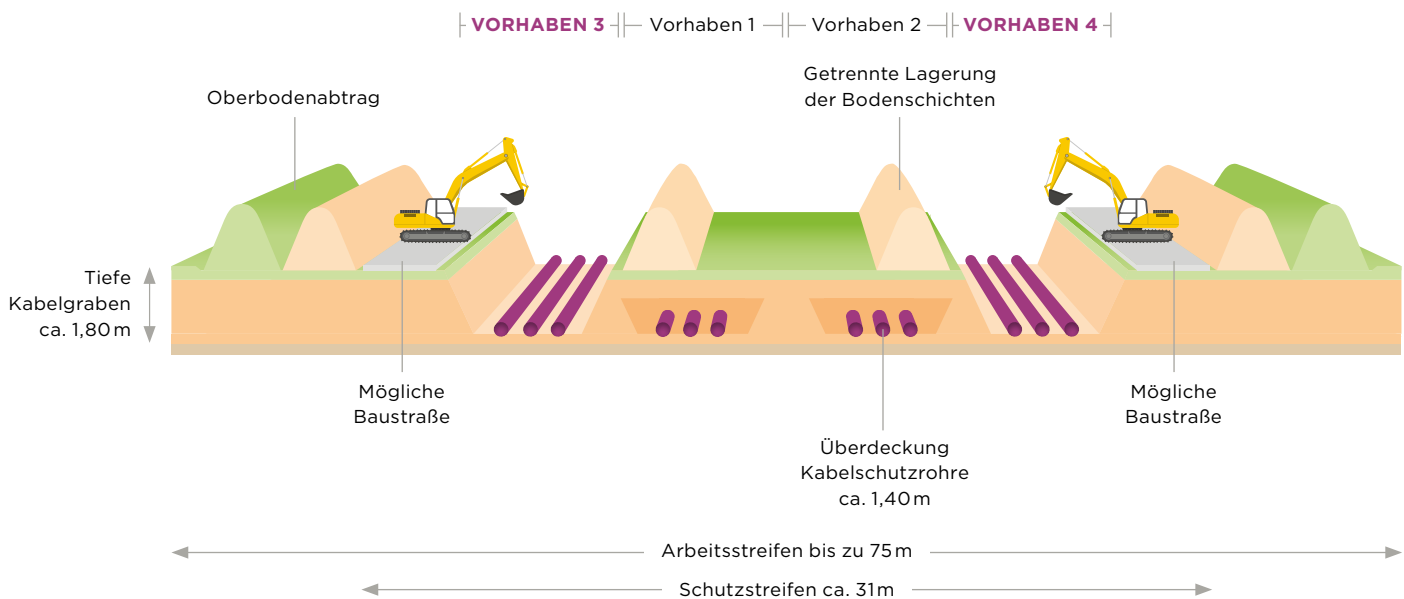 VORHABEN 3
Vorhaben 1
Vorhaben 2
VORHABEN 4
Oberbodenabtrag
Getrennte Lagerung
der Bodenschichten
Tiefe
Kabelgraben
ca. 1,80 m
Mögliche
Baustraße
Überdeckung
Kabelschutzrohre
ca. 1,40 m
Mögliche
Baustraße
Arbeitsstreifen bis zu 75 m
Schutzstreifen ca. 31m